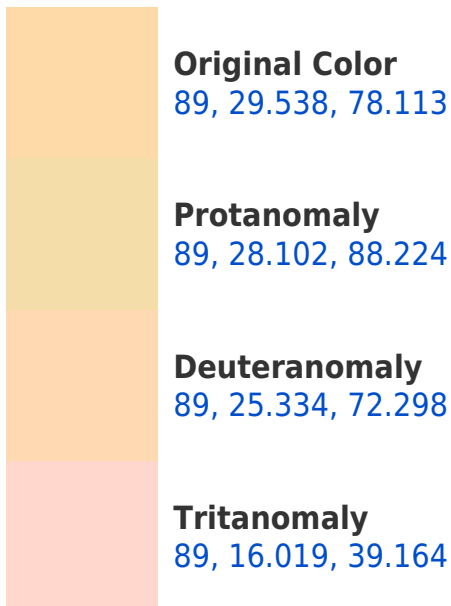 Original Color
89, 29.538, 78.113
Protanomaly
89, 28.102, 88.224
Deuteranomaly
89, 25.334, 72.298
Tritanomaly
89, 16.019, 39.164